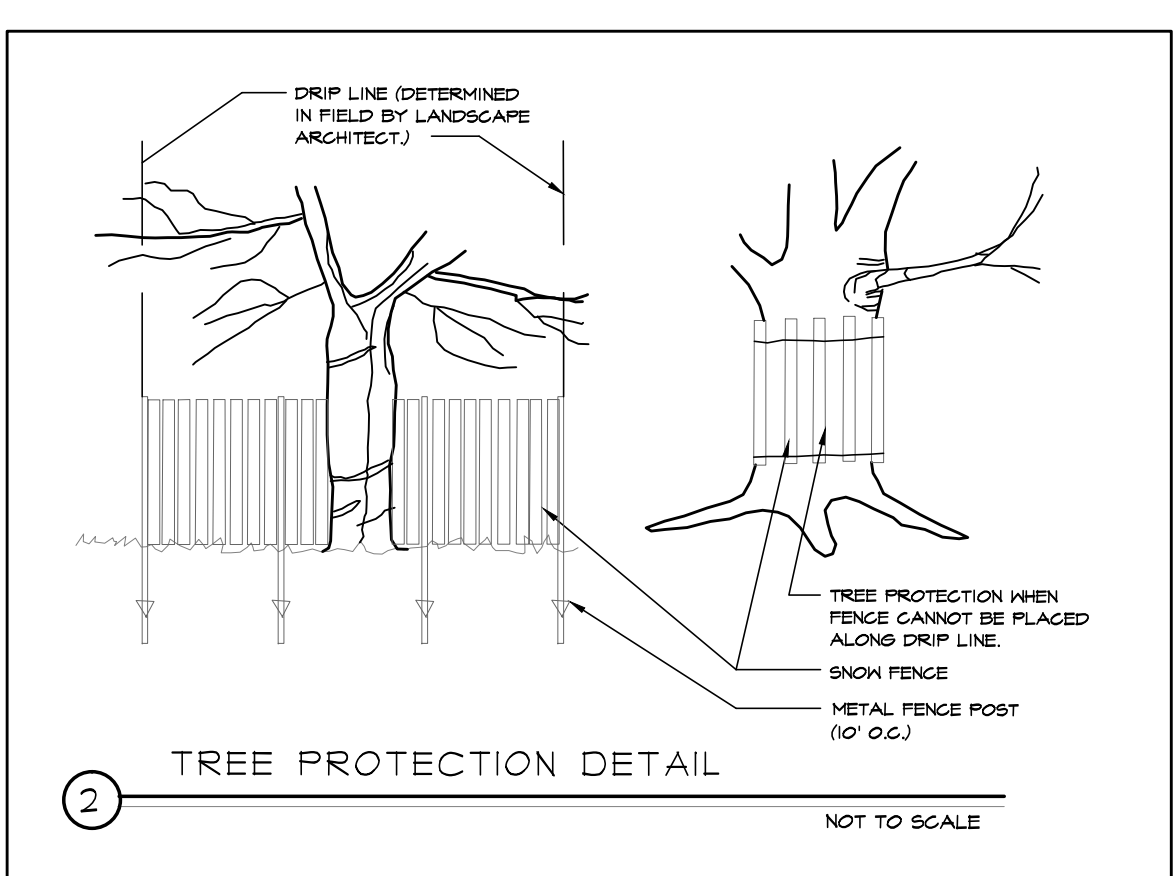 DRIP LINE (DETERMINED
IN FIELD BY LANDSCAPE
ARCHITECT.)
TREE PROTECTION WHEN
FENCE CANNOT BE PLACED
ALONG DRIP LINE.
SNOW FENCE
METAL FENCE POST
(10' O.C.)
TREE PROTECTION DETAIL
2
NOT TO SCALE